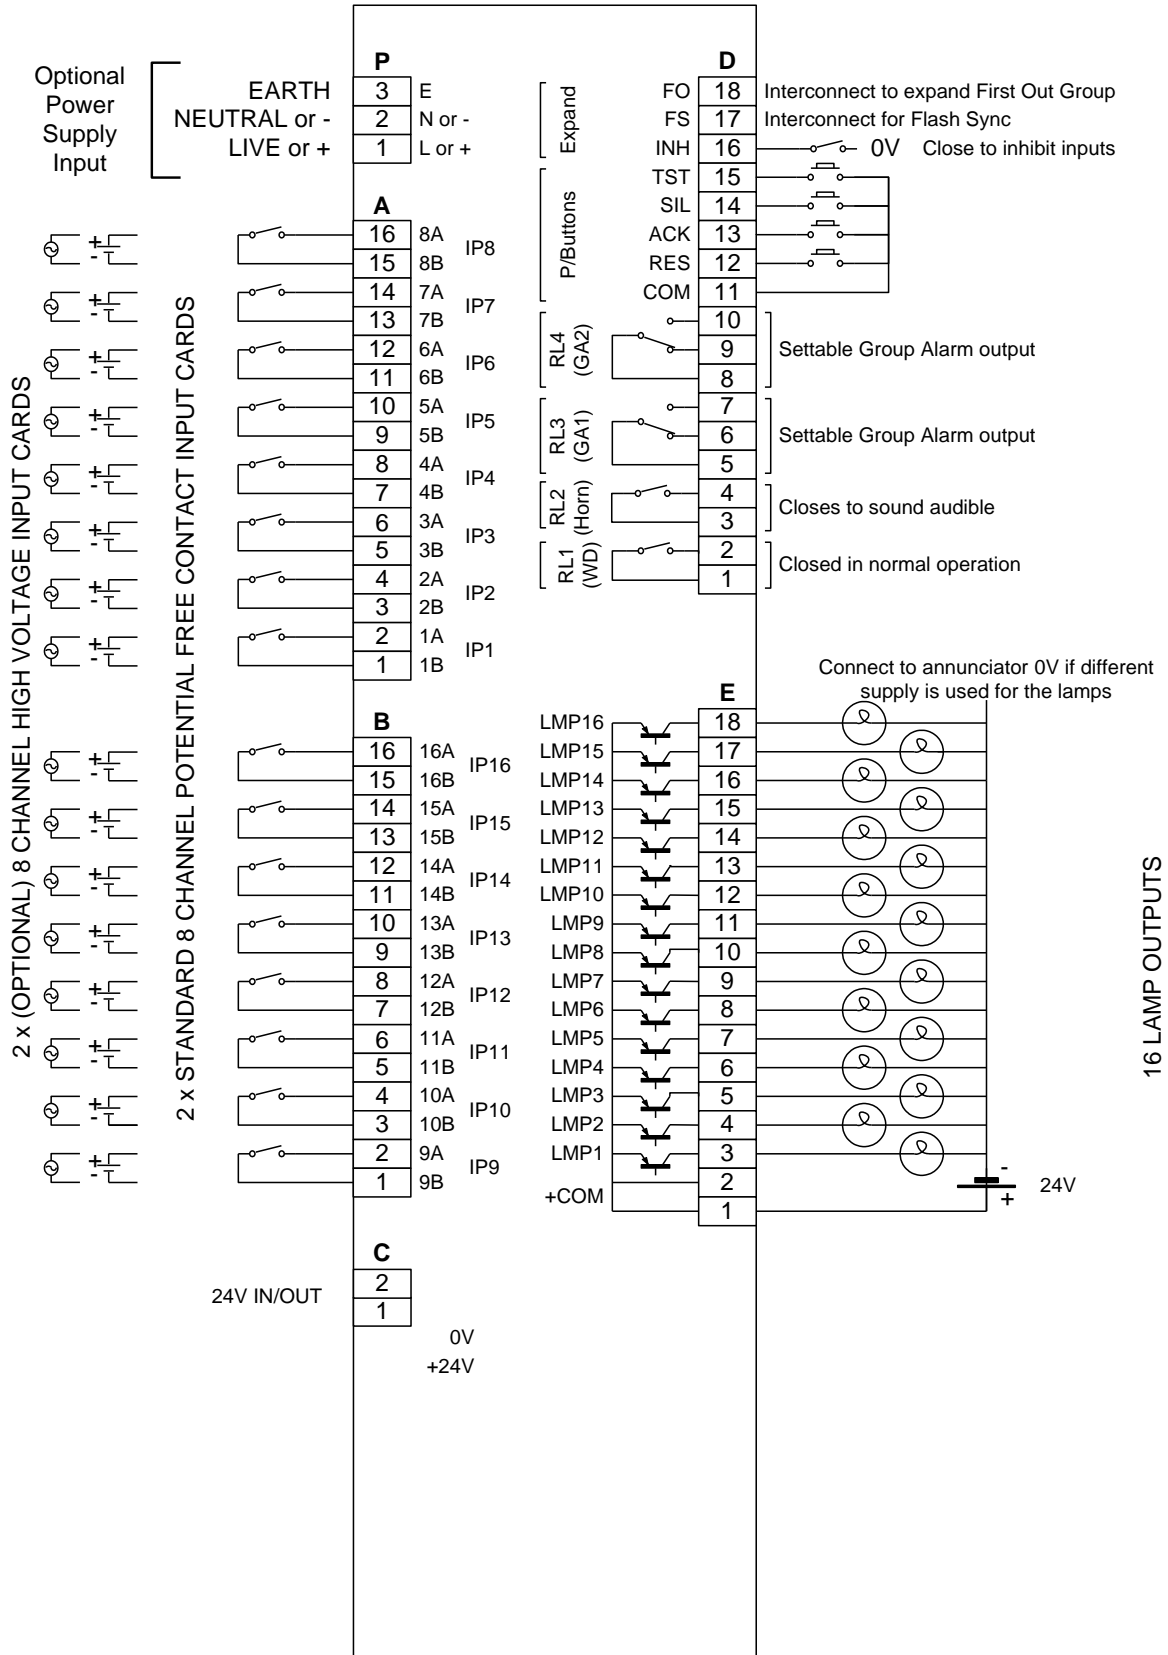 Optional
Power
Supply
Input
EARTH
NEUTRAL or -
LIVE or +
P
3 E
2 N or -
1 L or +
2 x (OPTIONAL) 8 CHANNEL HIGH VOLTAGE INPUT CARDS
2 x STANDARD 8 CHANNEL POTENTIAL FREE CONTACT INPUT CARDS
A
+
-
16 8A
IP8
15 8B
+
-
14 7A
IP7
13 7B
+
-
12 6A
IP6
11 6B
+
-
10 5A
IP5
9 5B
+
-
8 4A
IP4
7 4B
+
-
6 3A
IP3
5 3B
+
-
4 2A
IP2
3 2B
+
-
2 1A
IP1
1 1B
B
+
-
16 16A
IP16
15 16B
+
-
14 15A
IP15
13 15B
+
-
12 14A
IP14
11 14B
+
-
10 13A
IP13
9 13B
+
-
8 12A
IP12
7 12B
+
-
6 11A
IP11
5 11B
+
-
4 10A
IP10
3 10B
+
-
2 9A
IP9
1 9B
C
24V IN/OUT
2
1
0V
+24V
D
Expand
FO 18 Interconnect to expand First Out Group
FS 17 Interconnect for Flash Sync
INH 16 0V Close to inhibit inputs
P/Buttons
TST 15
SIL 14
ACK 13
RES 12
COM 11
RL4
(GA2)
10
9 Settable Group Alarm output
8
RL3
(GA1)
7
6 Settable Group Alarm output
5
RL2
(Horn)
4
Closes to sound audible
3
RL1
(WD)
2
Closed in normal operation
1
Connect to annunciator 0V if different
supply is used for the lamps
E
LMP16 18
LMP15 17
LMP14 16
LMP13 15
LMP12 14
LMP11 13
LMP10 12
LMP9 11
LMP8 10
LMP7 9
LMP6 8
LMP5 7
LMP4 6
LMP3 5
LMP2 4
LMP1 3
+COM
2
1
-
24V
+
16 LAMP OUTPUTS